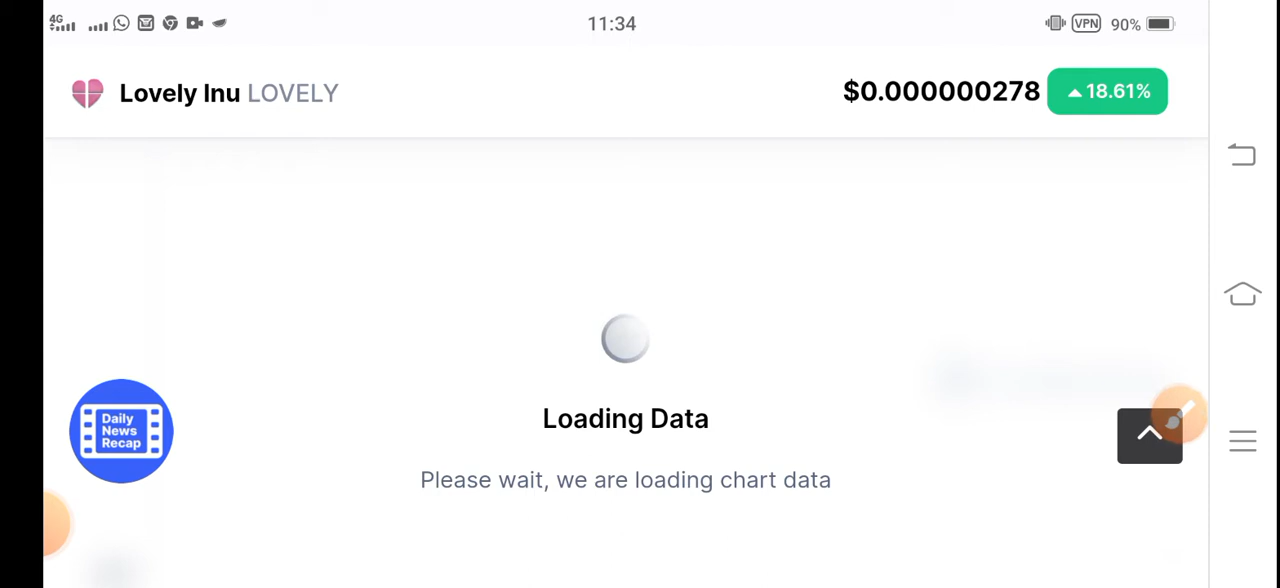 4G 11:34 VPN 90%
Lovely Inu LOVELY $0.000000278 18.61%
Daily
News
Recap
Loading Data
Please wait, we are loading chart data